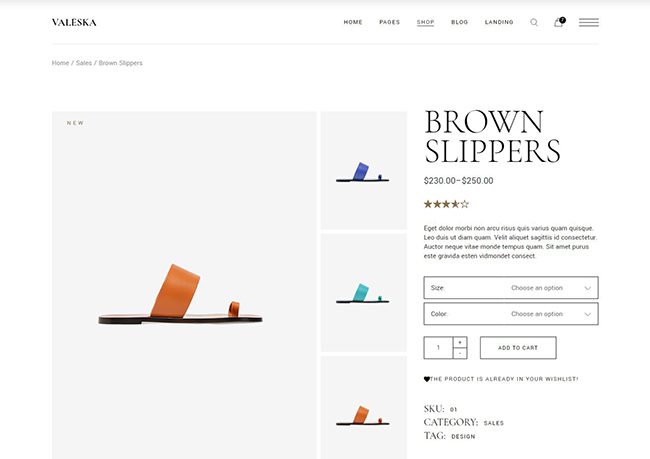 VALESKA
HOME PAGES SHOP BLOG LANDING 2
Home / Sales / Brown Slippers
NEW
BROWN
SLIPPERS
$230.00–$250.00
Eget dolor morbi non arcu risus quis varius quam quisque.
Leo duis ut diam quam. Velit aliquet sagittis id consectetur.
Auctor neque vitae monde tempus quam. Sit amet purus
este gravida esten vidmondet consect.
Size: Choose an option
Color: Choose an option
1 + -
ADD TO CART
THE PRODUCT IS ALREADY IN YOUR WISHLIST!
SKU: 01
CATEGORY: SALES
TAG: DESIGN